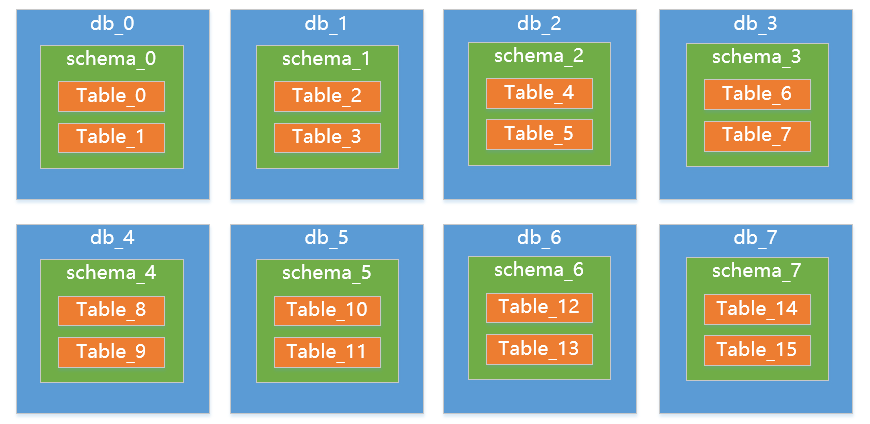 db_0
schema_0
Table_0
Table_1
db_1
schema_1
Table_2
Table_3
db_2
schema_2
Table_4
Table_5
db_3
schema_3
Table_6
Table_7
db_4
schema_4
Table_8
Table_9
db_5
schema_5
Table_10
Table_11
db_6
schema_6
Table_12
Table_13
db_7
schema_7
Table_14
Table_15